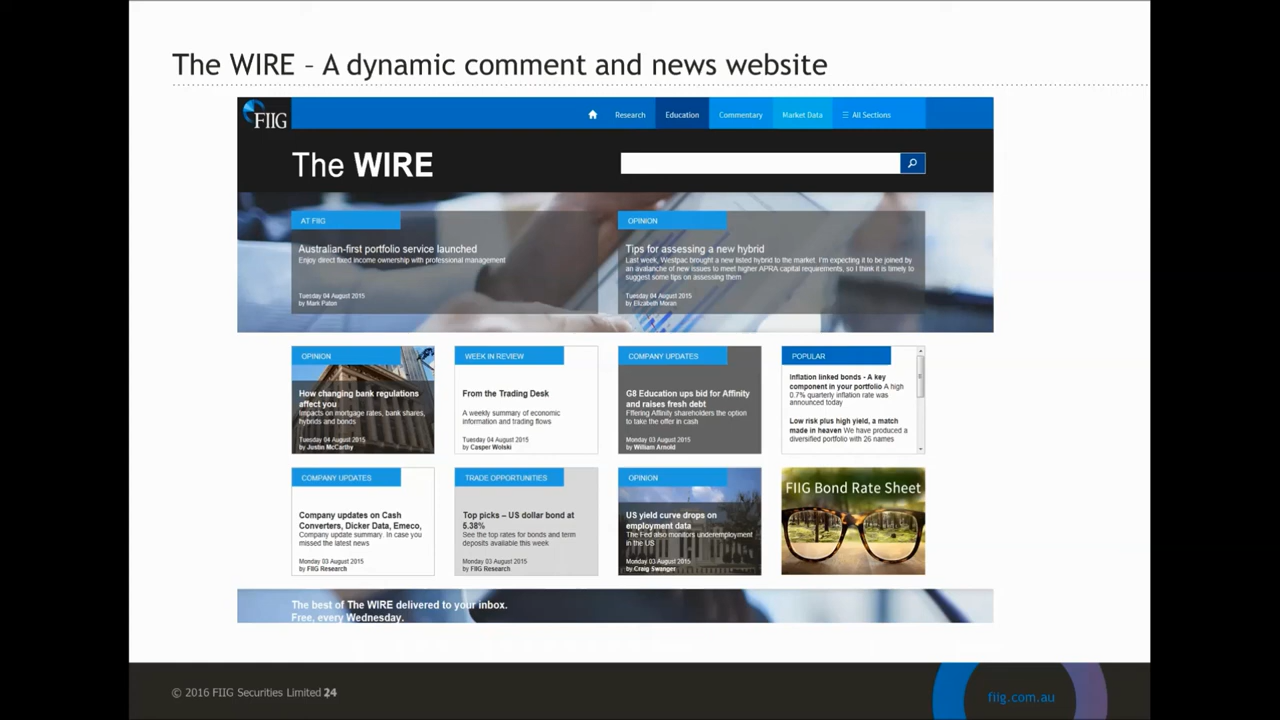 The WIRE – A dynamic comment and news website
FIIG
Research
Education
Commentary
Market Data
All Sections
The WIRE
AT FIIG
Australian-first portfolio service launched
Enjoy direct fixed income ownership with professional management
Tuesday 04 August 2015
by Mark Paton
OPINION
Tips for assessing a new hybrid
Last week, Westpac brought a new listed hybrid to the market. I'm expecting it to be joined by
an avalanche of new issues to meet higher APRA capital requirements, so I think it is timely to
suggest some tips on assessing them
Tuesday 04 August 2015
by Elizabeth Moran
OPINION
How changing bank regulations
affect you
Impacts on mortgage rates, bank shares,
hybrids and bonds
Tuesday 04 August 2015
by Justin McCarthy
WEEK IN REVIEW
From the Trading Desk
A weekly summary of economic
information and trading flows
Tuesday 04 August 2015
by Casper Wolski
COMPANY UPDATES
G8 Education ups bid for Affinity
and raises fresh debt
Fffering Affinity shareholders the option
to take the offer in cash
Monday 03 August 2015
by William Arnold
POPULAR
Inflation linked bonds - A key
component in your portfolio A high
0.7% quarterly inflation rate was
announced today
Low risk plus high yield, a match
made in heaven We have produced a
diversified portfolio with 26 names
COMPANY UPDATES
Company updates on Cash
Converters, Dicker Data, Emeco,
Company update summary. In case you
missed the latest news
Monday 03 August 2015
by FIIG Research
TRADE OPPORTUNITIES
Top picks – US dollar bond at
5.38%
See the top rates for bonds and term
deposits available this week
Monday 03 August 2015
by FIIG Research
OPINION
US yield curve drops on
employment data
The Fed also monitors underemployment
in the US
Monday 03 August 2015
by Craig Swanger
FIIG Bond Rate Sheet
The best of The WIRE delivered to your inbox.
Free, every Wednesday.
© 2016 FIIG Securities Limited 24
fiig.com.au